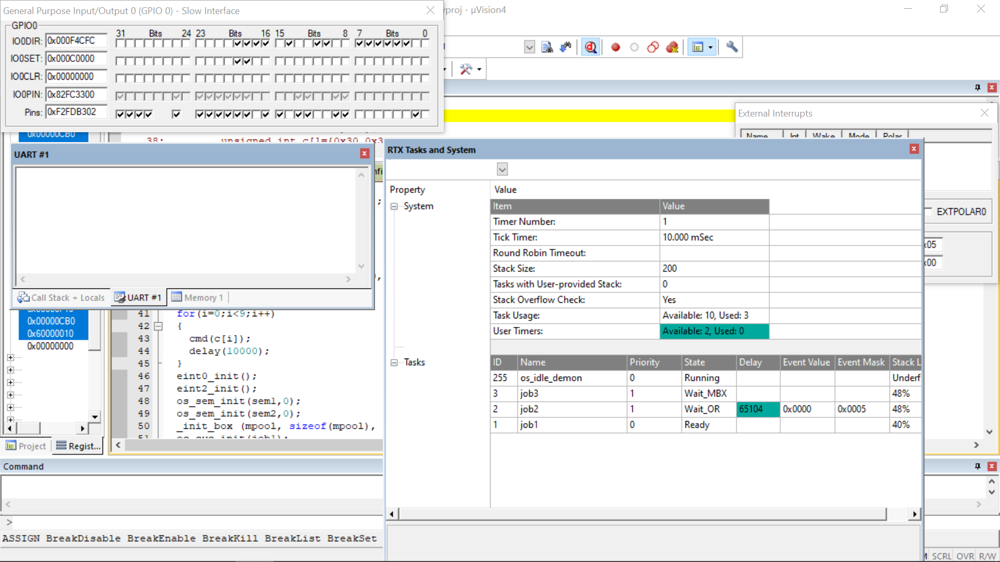 General Purpose Input/Output 0 (GPIO 0) - Slow Interface
vproj - µVision4
GPIO0
31 Bits 24 23 Bits 16 15 Bits 8 7 Bits 0
IO0DIR: 0x000F4CFC
IO0SET: 0x000C0000
IO0CLR: 0x00000000
IO0PIN: 0x82FC3300
Pins: 0xF2FDB302
External Interrupts
Name Int Wake Mode Polar
EXTPOLAR0
x05
x00
0x00000CB0
38: unsigned int c[]={0x30,0x3
UART #1
nfi
;
,
Call Stack + Locals UART #1 Memory 1
RTX Tasks and System
Property Value
System
Item Value
Timer Number: 1
Tick Timer: 10.000 mSec
Round Robin Timeout:
Stack Size: 200
Tasks with User-provided Stack: 0
Stack Overflow Check: Yes
Task Usage: Available: 10, Used: 3
User Timers: Available: 2, Used: 0
Tasks
ID Name Priority State Delay Event Value Event Mask Stack L
255 os_idle_demon 0 Running Underf
3 job3 1 Wait_MBX 48%
2 job2 1 Wait_OR 65104 0x0000 0x0005 48%
1 job1 0 Ready 40%
0x00000CB0
0x60000010
0x00000000
41 for(i=0;i<9;i++)
42 {
43 cmd(c[i]);
44 delay(10000);
45 }
46 eint0_init();
47 eint2_init();
48 os_sem_init(sem1,0);
49 os_sem_init(sem2,0);
50 _init_box (mpool, sizeof(mpool),
51 os_sys_init(job1);
Project Regist...
Command
>
ASSIGN BreakDisable BreakEnable BreakKill BreakList BreakSet
SCRL OVR R/W